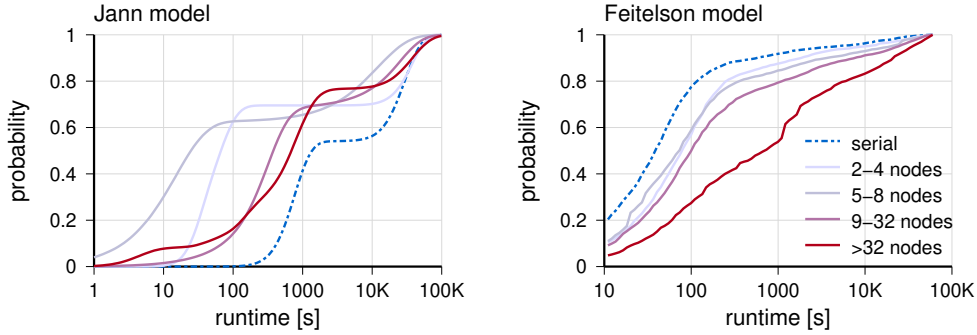 Jann model
probability
1
0.8
0.6
0.4
0.2
0
1
10
100
1000
10K
100K
runtime [s]
Feitelson model
probability
1
0.8
0.6
0.4
0.2
0
10
100
1000
10K
100K
runtime [s]
serial
2−4 nodes
5−8 nodes
9−32 nodes
>32 nodes